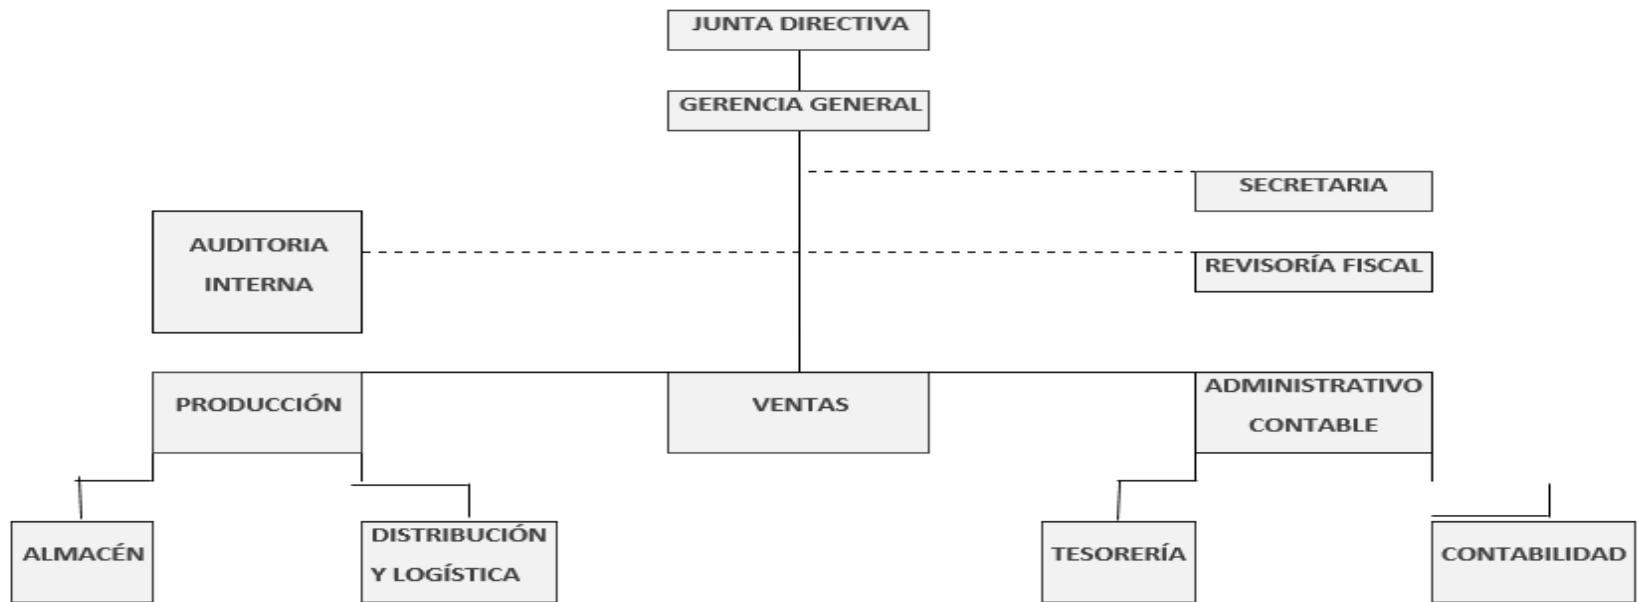 JUNTA DIRECTIVA
GERENCIA GENERAL
SECRETARIA
AUDITORIA
INTERNA
REVISORÍA FISCAL
PRODUCCIÓN
VENTAS
ADMINISTRATIVO
CONTABLE
ALMACÉN
DISTRIBUCIÓN
Y LOGÍSTICA
TESORERÍA
CONTABILIDAD